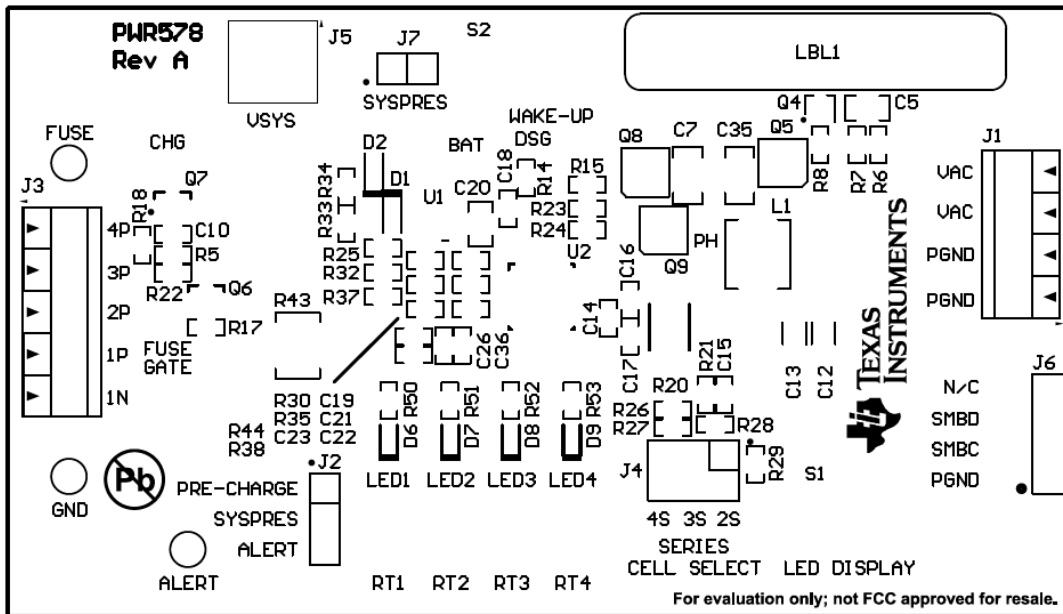 PWR578
Rev A
J5
VSYS
J7
SYSPRES
S2
LBL1
FUSE
CHG
D2
BAT
WAKE-UP
DSG
Q8
C7
C35
Q5
Q4
C5
J1
J3
Q7
R18
R34
D1
U1
C20
C18
R14
R15
R8
R7
R6
VAC
VAC
PGND
PGND
4P
3P
2P
1P
1N
C10
R5
R22
R33
R25
R32
R37
R23
R24
U2
PH
Q9
L1
TEXAS
INSTRUMENTS
Q6
R17
FUSE
GATE
R43
C26
C36
C14
C16
C17
R21
C15
C13
C12
J6
N/C
SMBD
SMBC
PGND
R30 C19
R35 C21
R44 C23 C22
R38
R50
R51
R52
R53
D6
D7
D8
D9
LED1
LED2
LED3
LED4
R20
R26
R27
R28
R29
J4
S1
4S 3S 2S
SERIES
CELL SELECT
LED DISPLAY
Pb
GND
J2
PRE-CHARGE
SYSPRES
ALERT
ALERT
RT1
RT2
RT3
RT4
For evaluation only; not FCC approved for resale.